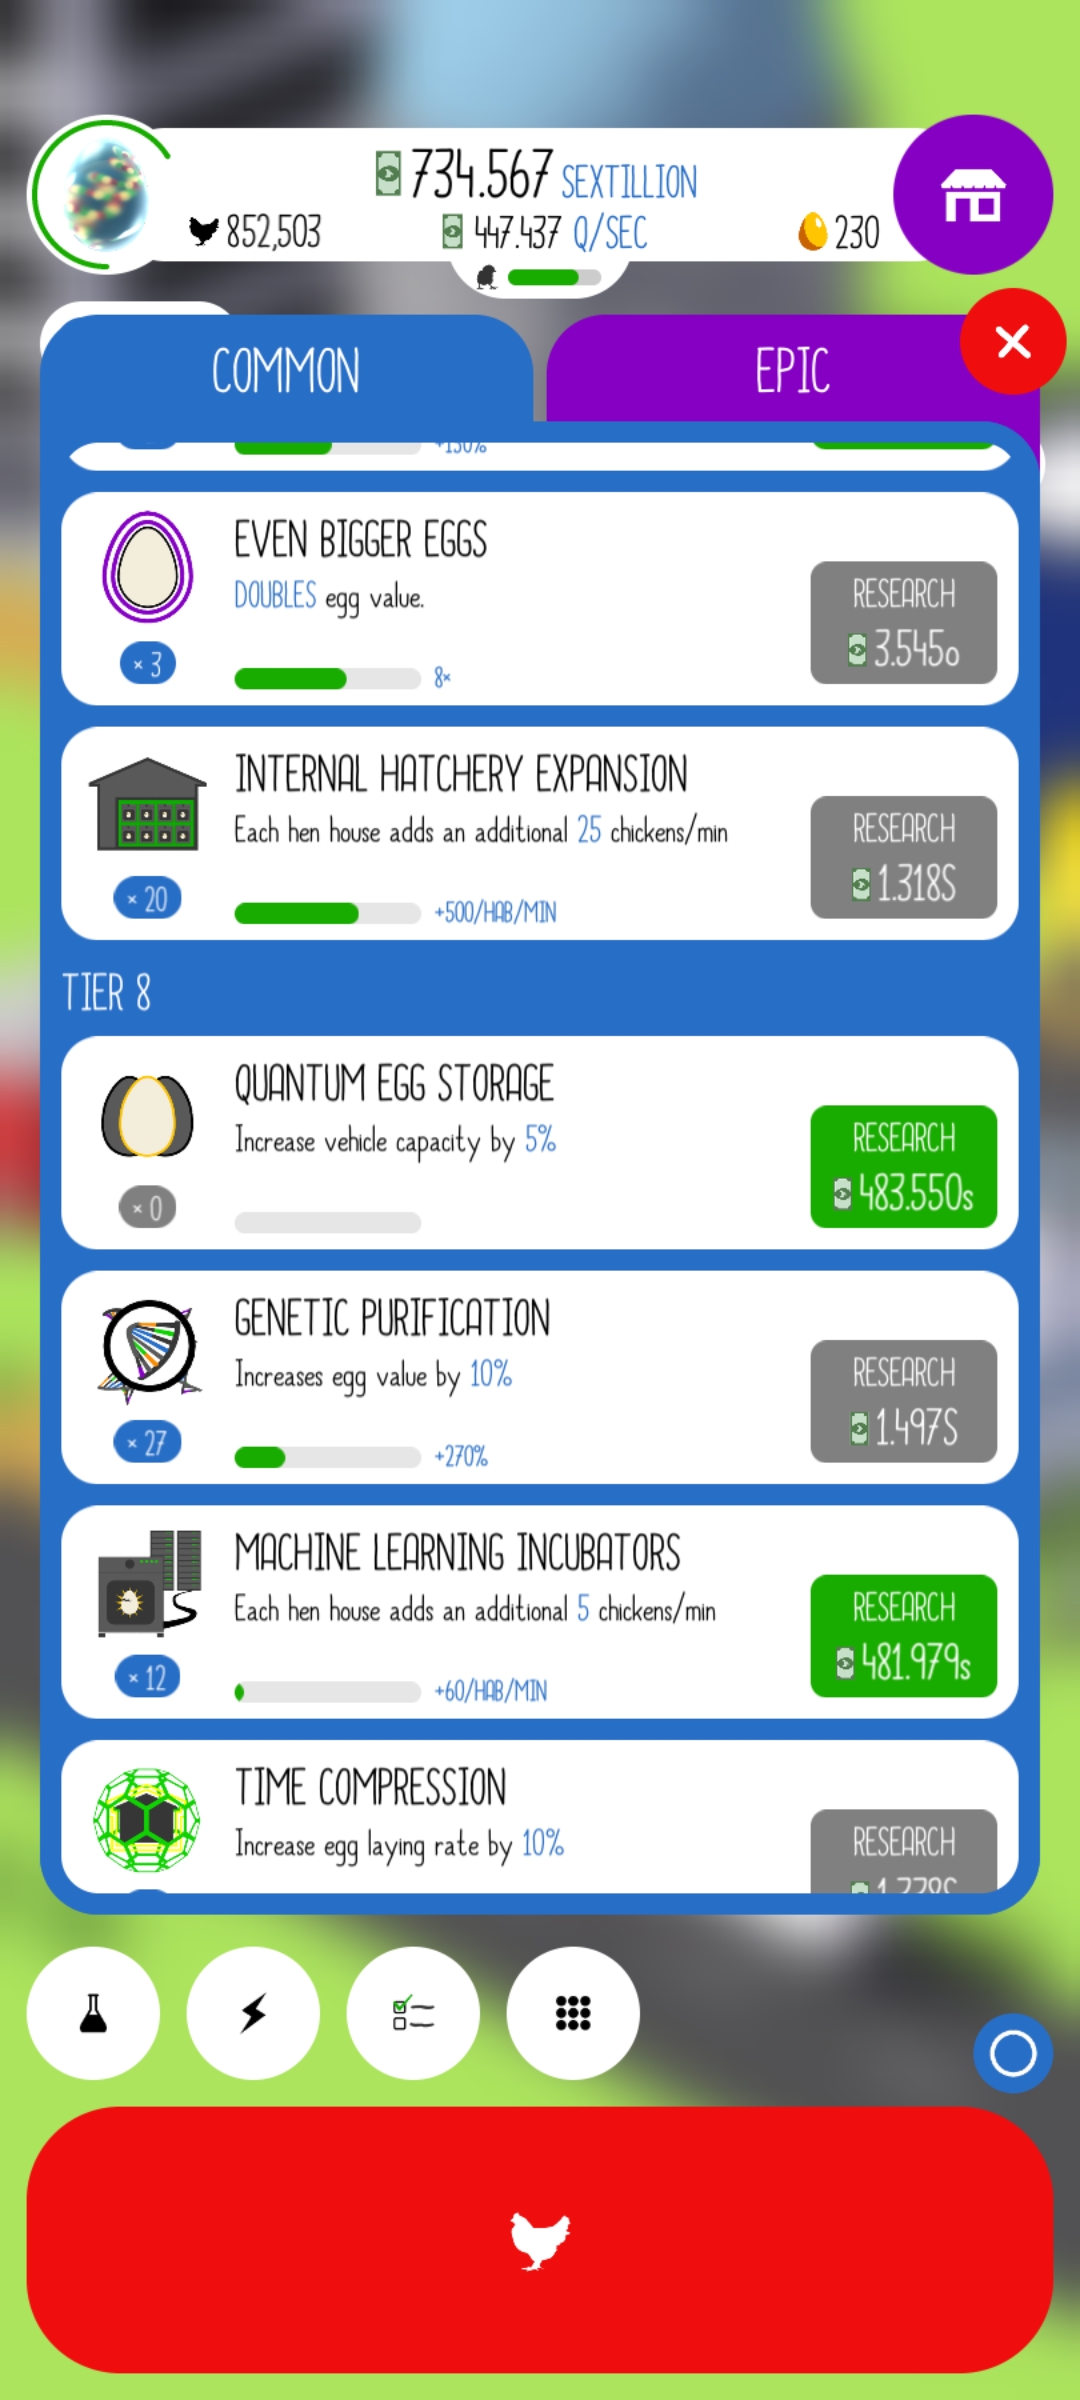 734.567 SEXTILLION
852,503 447.437 Q/SEC 230
COMMON EPIC
+130%
EVEN BIGGER EGGS
DOUBLES egg value.
RESEARCH
3.545o
× 3
8×
INTERNAL HATCHERY EXPANSION
Each hen house adds an additional 25 chickens/min
RESEARCH
1.318S
× 20
+500/HAB/MIN
TIER 8
QUANTUM EGG STORAGE
Increase vehicle capacity by 5%
RESEARCH
483.550s
× 0
GENETIC PURIFICATION
Increases egg value by 10%
RESEARCH
1.497S
× 27
+270%
MACHINE LEARNING INCUBATORS
Each hen house adds an additional 5 chickens/min
RESEARCH
481.979s
× 12
+60/HAB/MIN
TIME COMPRESSION
Increase egg laying rate by 10%
RESEARCH